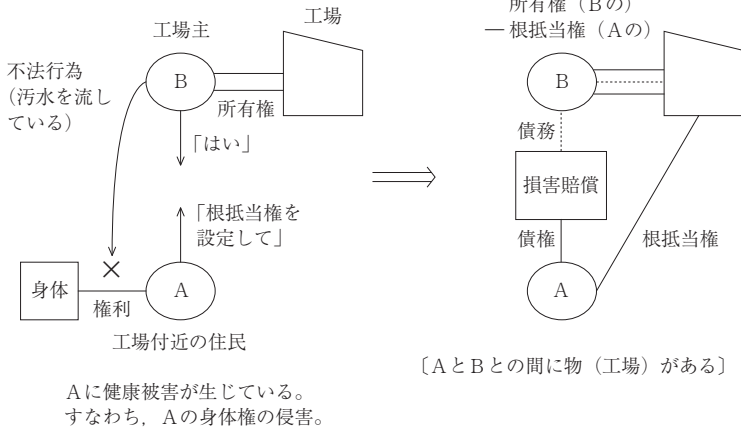 工場主
工場
不法行為
（汚水を流し
ている）
B
所有権
「はい」
「根抵当権を
設定して」
身体
権利
A
工場付近の住民
Aに健康被害が生じている。
すなわち，Aの身体権の侵害。
所有権（Bの）
―根抵当権（Aの）
B
債務
損害賠償
債権
根抵当権
A
〔AとBとの間に物（工場）がある〕